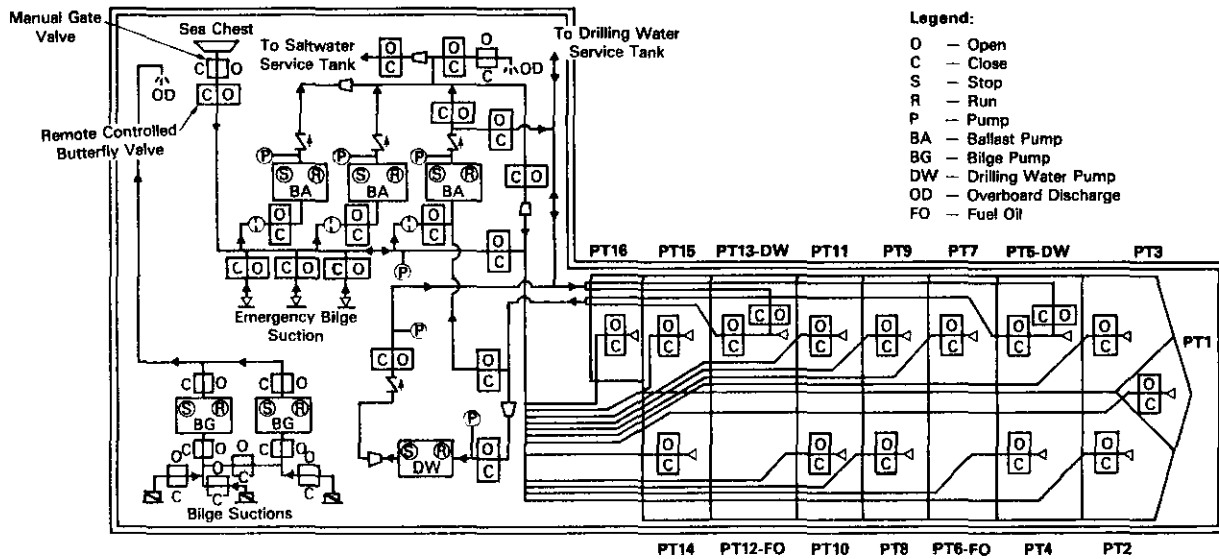 Manual Gate
Valve
Sea Chest
C O
C O
OD
Remote Controlled
Butterfly Valve
To Saltwater
Service Tank
O
C
O
C
OD
To Drilling Water
Service Tank
C O
O
C
C O
P
P
P
S R
BA
S R
BA
S R
BA
O
C
O
C
O
C
O
C
C O
C O
C O
P
Emergency Bilge
Suction
P
C O
O
C
C O
C O
S R
BG
S R
BG
C O
C O
O
C
O
C
O
C
O
C
Bilge Suctions
P
S R
DW
O
C
Legend:
O – Open
C – Close
S – Stop
R – Run
P – Pump
BA – Ballast Pump
BG – Bilge Pump
DW – Drilling Water Pump
OD – Overboard Discharge
FO – Fuel Oil
PT16 PT15 PT13-DW PT11 PT9 PT7 PT5-DW PT3
C O
C O
O
C
O
C
O
C
O
C
O
C
O
C
O
C
O
C
PT1
O
C
O
C
O
C
O
C
O
C
O
C
PT14 PT12-FO PT10 PT8 PT6-FO PT4 PT2